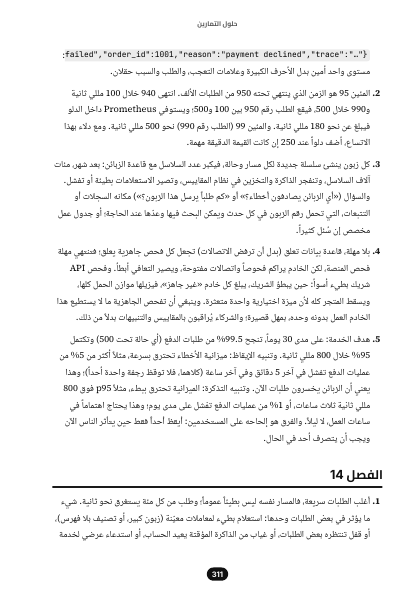 حلول التمارين
failed","order_id":1001,"reason":"payment declined","trace":"…"}:
مستوى واحد أمين بدل الأحرف الكبيرة وعلامات التعجب، والطلب والسبب حقلان.
2. المئين 95 هو الزمن الذي ينتهي تحته 950 من الطلبات الألف. انتهى 940 خلال 100 مللي ثانية
و990 خلال 500، فيقع الطلب رقم 950 بين 100 و500؛ ويستوفي Prometheus داخل الدلو
فيبلغ عن نحو 180 مللي ثانية. والمئين 99 (الطلب رقم 990) نحو 500 مللي ثانية. ومع دلاء بهذا
الاتساع، أضف دلواً عند 250 إن كانت القيمة الدقيقة مهمة.
3. كل زبون ينشئ سلسلة جديدة لكل مسار وحالة، فيكبر عدد السلاسل مع قاعدة الزبائن: بعد شهر، مئات
آلاف السلاسل، وتنفجر الذاكرة والتخزين في نظام المقاييس، وتصير الاستعلامات بطيئة أو تفشل.
والسؤال («أي الزبائن يصادفون أخطاء؟» أو «كم طلباً يرسل هذا الزبون؟») مكانه السجلات أو
التتبعات، التي تحمل رقم الزبون في كل حدث ويمكن البحث فيها وعدّها عند الحاجة؛ أو جدول عمل
مخصص إن سُئل كثيراً.
4. بلا مهلة، قاعدة بيانات تعلق (بدل أن ترفض الاتصالات) تجعل كل فحص جاهزية يعلق؛ فتنتهي مهلة
فحص المنصة، لكن الخادم يراكم فحوصاً واتصالات مفتوحة، ويصير التعافي أبطأ. وفحص API
شريك بطيء أسوأ: حين يبطؤ الشريك، يبلغ كل خادم «غير جاهز»، فيزيلها موازن الحمل كلها،
ويسقط المتجر كله لأن ميزة اختيارية واحدة متعثرة. وينبغي أن تفحص الجاهزية ما لا يستطيع هذا
الخادم العمل بدونه وحده، بمهل قصيرة؛ والشركاء يُراقبون بالمقاييس والتنبيهات بدلاً من ذلك.
5. هدف الخدمة: على مدى 30 يوماً، تنجح 99.5% من طلبات الدفع (أي حالة تحت 500) وتكتمل
95% خلال 800 مللي ثانية. وتنبيه الإيقاظ: ميزانية الأخطاء تحترق بسرعة، مثلاً أكثر من 5% من
عمليات الدفع تفشل في آخر 5 دقائق وفي آخر ساعة (كلاهما، فلا توقظ رجفة واحدة أحداً)؛ وهذا
يعني أن الزبائن يخسرون طلبات الآن. وتنبيه التذكرة: الميزانية تحترق ببطء، مثلاً p95 فوق 800
مللي ثانية ثلاث ساعات، أو 1% من عمليات الدفع تفشل على مدى يوم؛ وهذا يحتاج اهتماماً في
ساعات العمل، لا ليلاً. والفرق هو إلحاحه على المستخدمين: أيقظ أحداً فقط حين يتأثر الناس الآن
ويجب أن يتصرف أحد في الحال.
الفصل 14
1. أغلب الطلبات سريعة، فالمسار نفسه ليس بطيئاً عموماً؛ وطلب من كل مئة يستغرق نحو ثانية. شيء
ما يؤثر في بعض الطلبات وحدها: استعلام بطيء لمعاملات معيّنة (زبون كبير، أو تصنيف بلا فهرس)،
أو قفل تنتظره بعض الطلبات، أو غياب من الذاكرة المؤقتة يعيد الحساب، أو استدعاء عرضي لخدمة
311